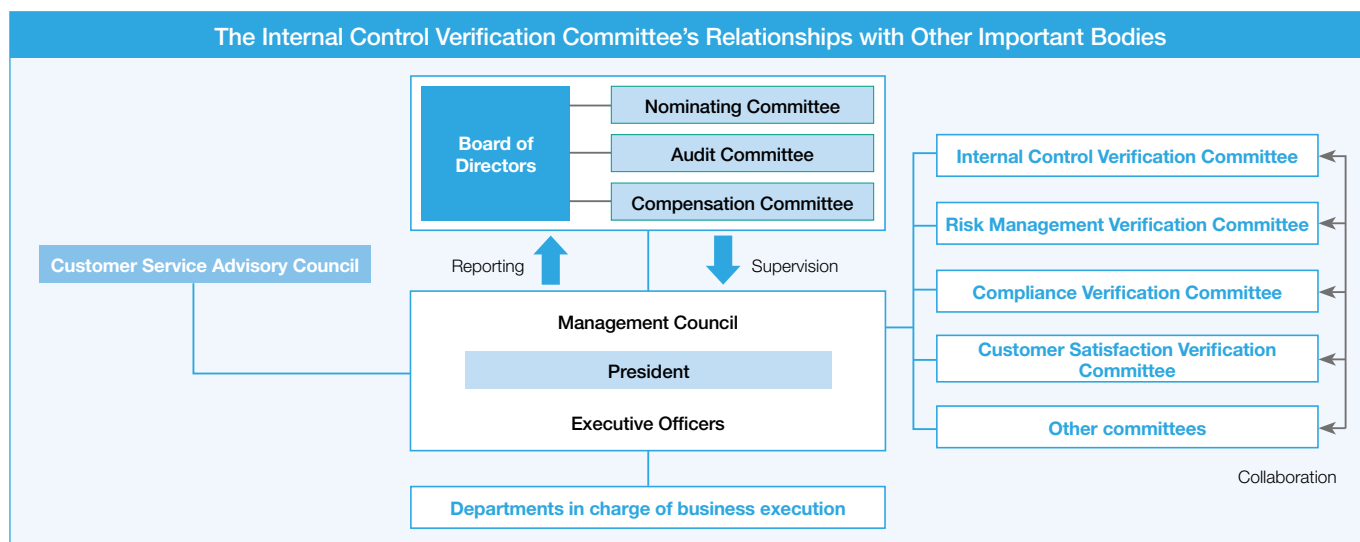 The Internal Control Verification Committee's Relationships with Other Important Bodies
Board of
Directors
Nominating Committee
Audit Committee
Compensation Committee
Internal Control Verification Committee
Risk Management Verification Committee
Compliance Verification Committee
Customer Satisfaction Verification
Committee
Other committees
Collaboration
Customer Service Advisory Council
Reporting
Supervision
Management Council
President
Executive Officers
Departments in charge of business execution